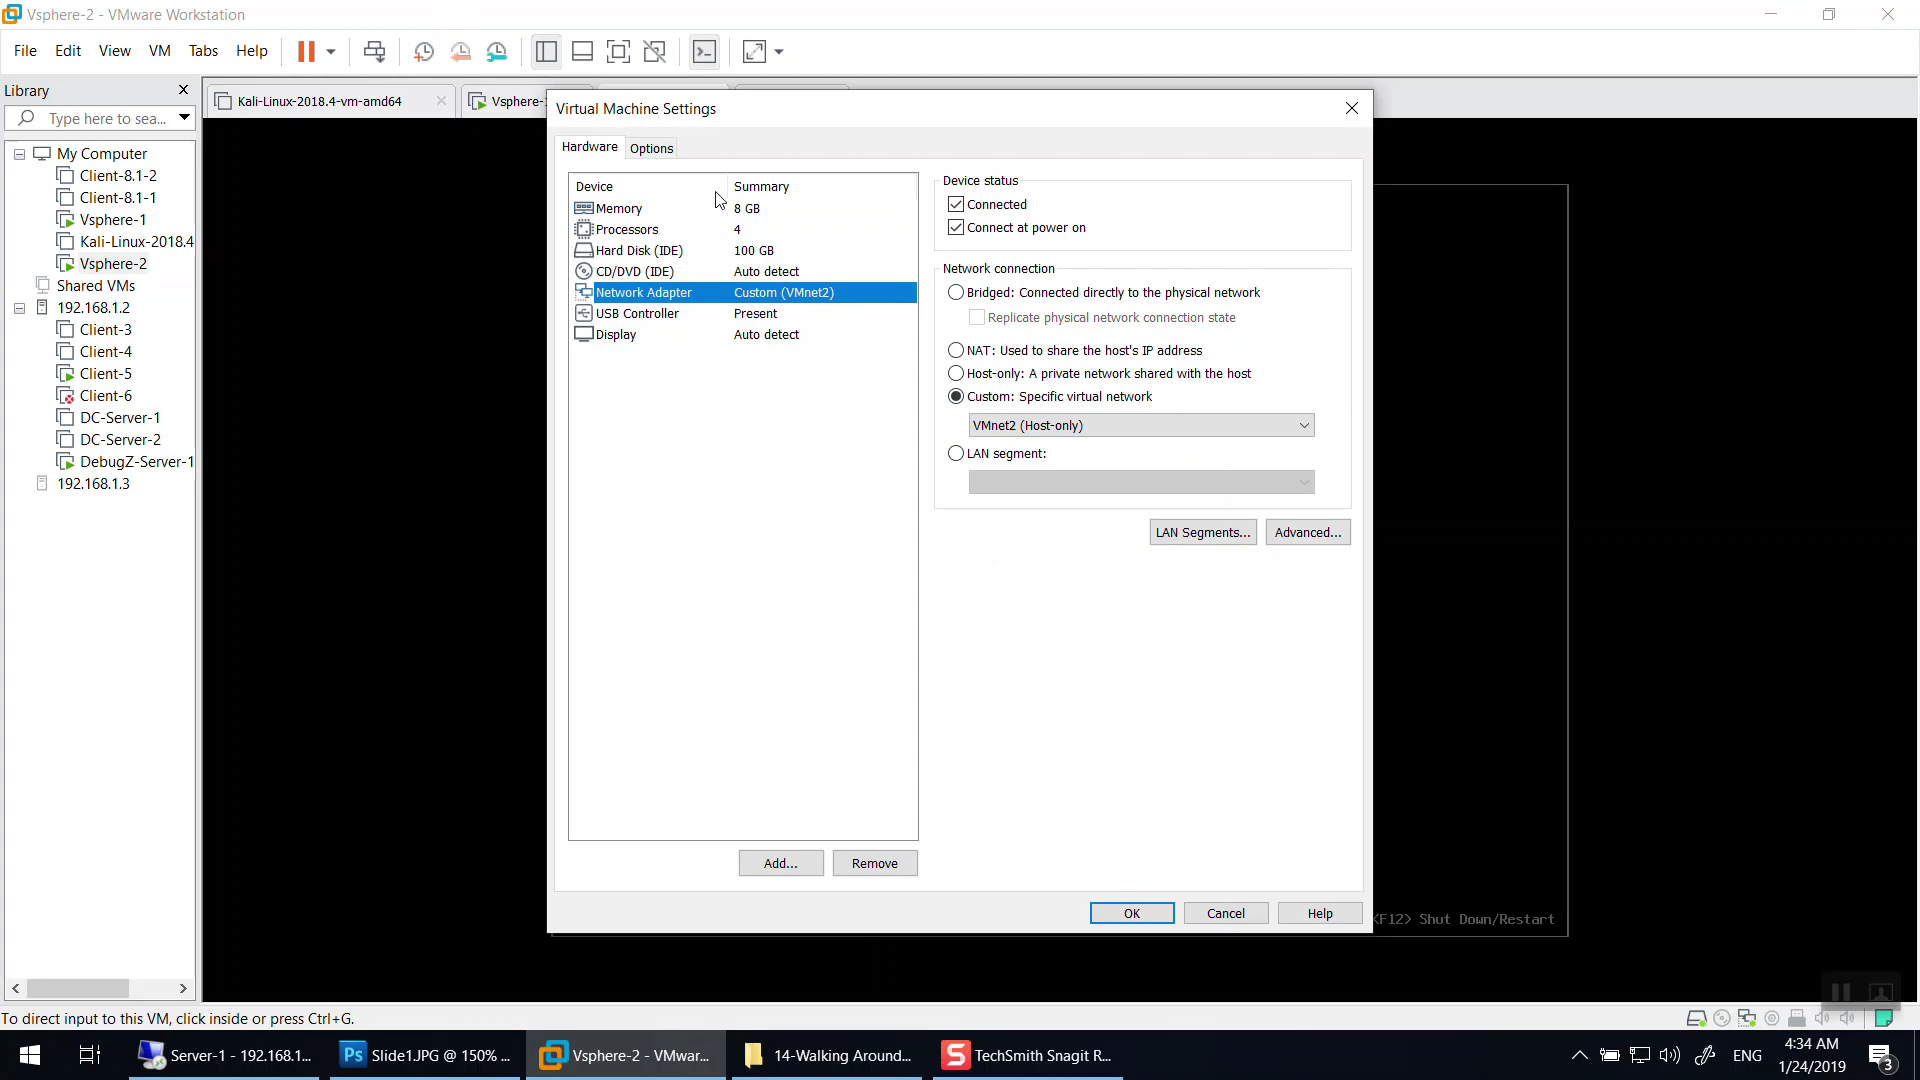 Vsphere-2 - VMware Workstation
File Edit View VM Tabs Help
Library
Type here to sea...
My Computer
Client-8.1-2
Client-8.1-1
Vsphere-1
Kali-Linux-2018.4
Vsphere-2
Shared VMs
192.168.1.2
Client-3
Client-4
Client-5
Client-6
DC-Server-1
DC-Server-2
DebugZ-Server-1
192.168.1.3
Kali-Linux-2018.4-vm-amd64
Vsphere-
Virtual Machine Settings
Hardware Options
Device Summary
Memory 8 GB
Processors 4
Hard Disk (IDE) 100 GB
CD/DVD (IDE) Auto detect
Network Adapter Custom (VMnet2)
USB Controller Present
Display Auto detect
Add... Remove
Device status
Connected
Connect at power on
Network connection
Bridged: Connected directly to the physical network
Replicate physical network connection state
NAT: Used to share the host's IP address
Host-only: A private network shared with the host
Custom: Specific virtual network
VMnet2 (Host-only)
LAN segment:
LAN Segments... Advanced...
OK Cancel Help
<F12> Shut Down/Restart
To direct input to this VM, click inside or press Ctrl+G.
Server-1 - 192.168.1...
Ps Slide1.JPG @ 150% ...
Vsphere-2 - VMwar...
14-Walking Around...
S TechSmith Snagit R...
ENG
4:34 AM
1/24/2019
3